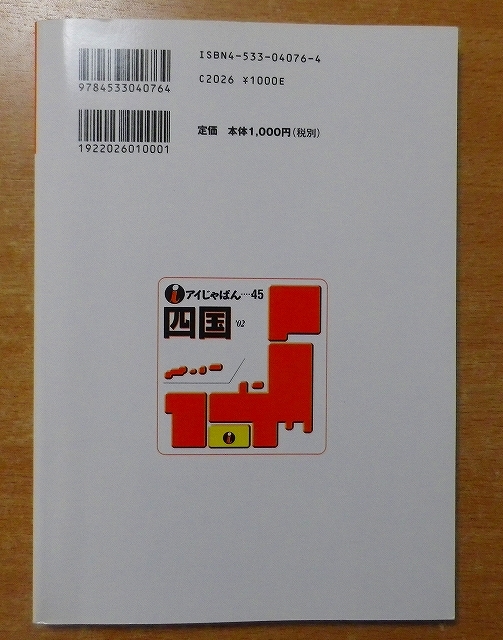 ISBN4-533-04076-4
C2026 ¥1000E
9784533040764
定価 本体1,000円(税別)
1922026010001
i アイじゃぱん····45
四国 '02
i